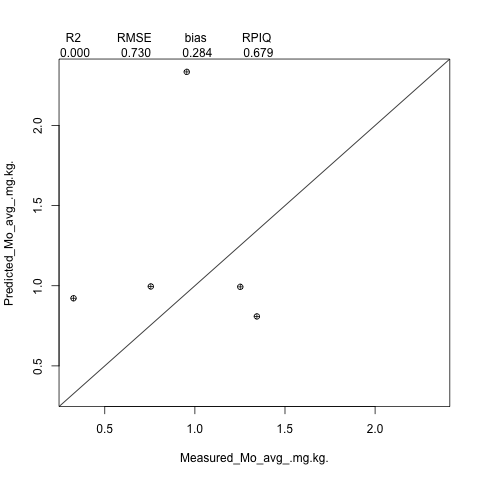 R2 RMSE bias RPIQ
0.000 0.730 0.284 0.679
Predicted_Mo_avg_.mg.kg.
2.0
1.5
1.0
0.5
0.5 1.0 1.5 2.0
Measured_Mo_avg_.mg.kg.